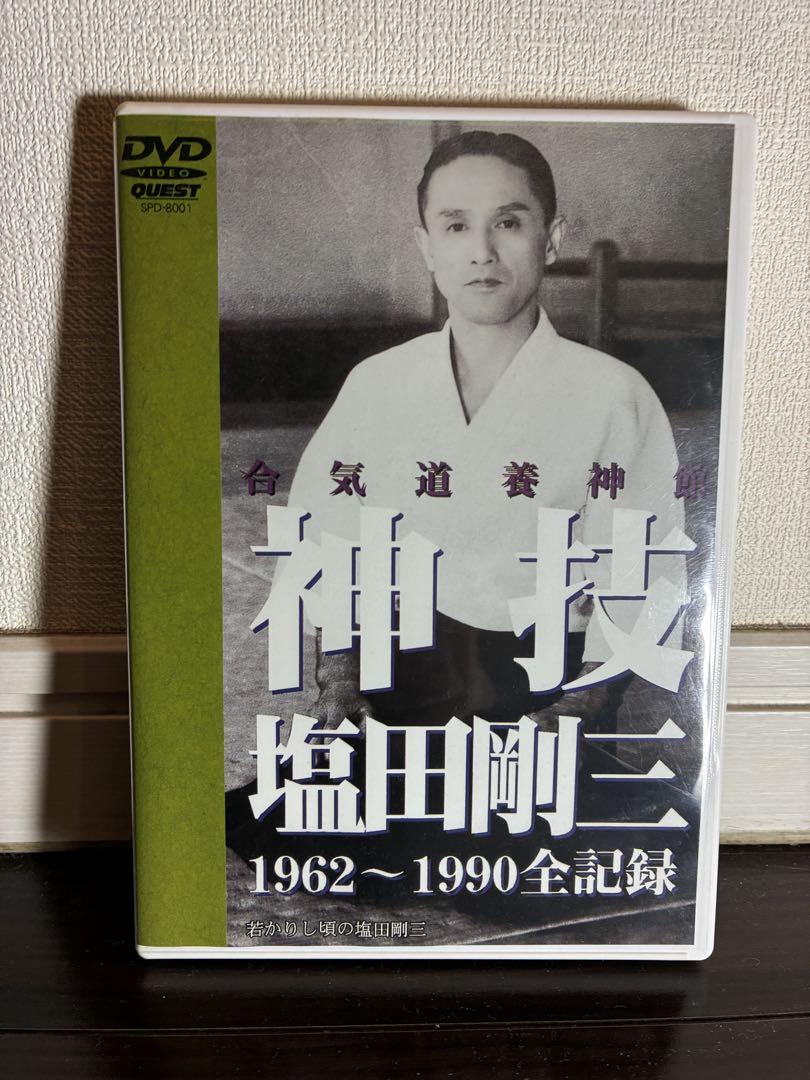 DVD
VIDEO
QUEST
SPD-8001
合気道養神館
神技
塩田剛三
1962～1990全記録
若かりし頃の塩田剛三